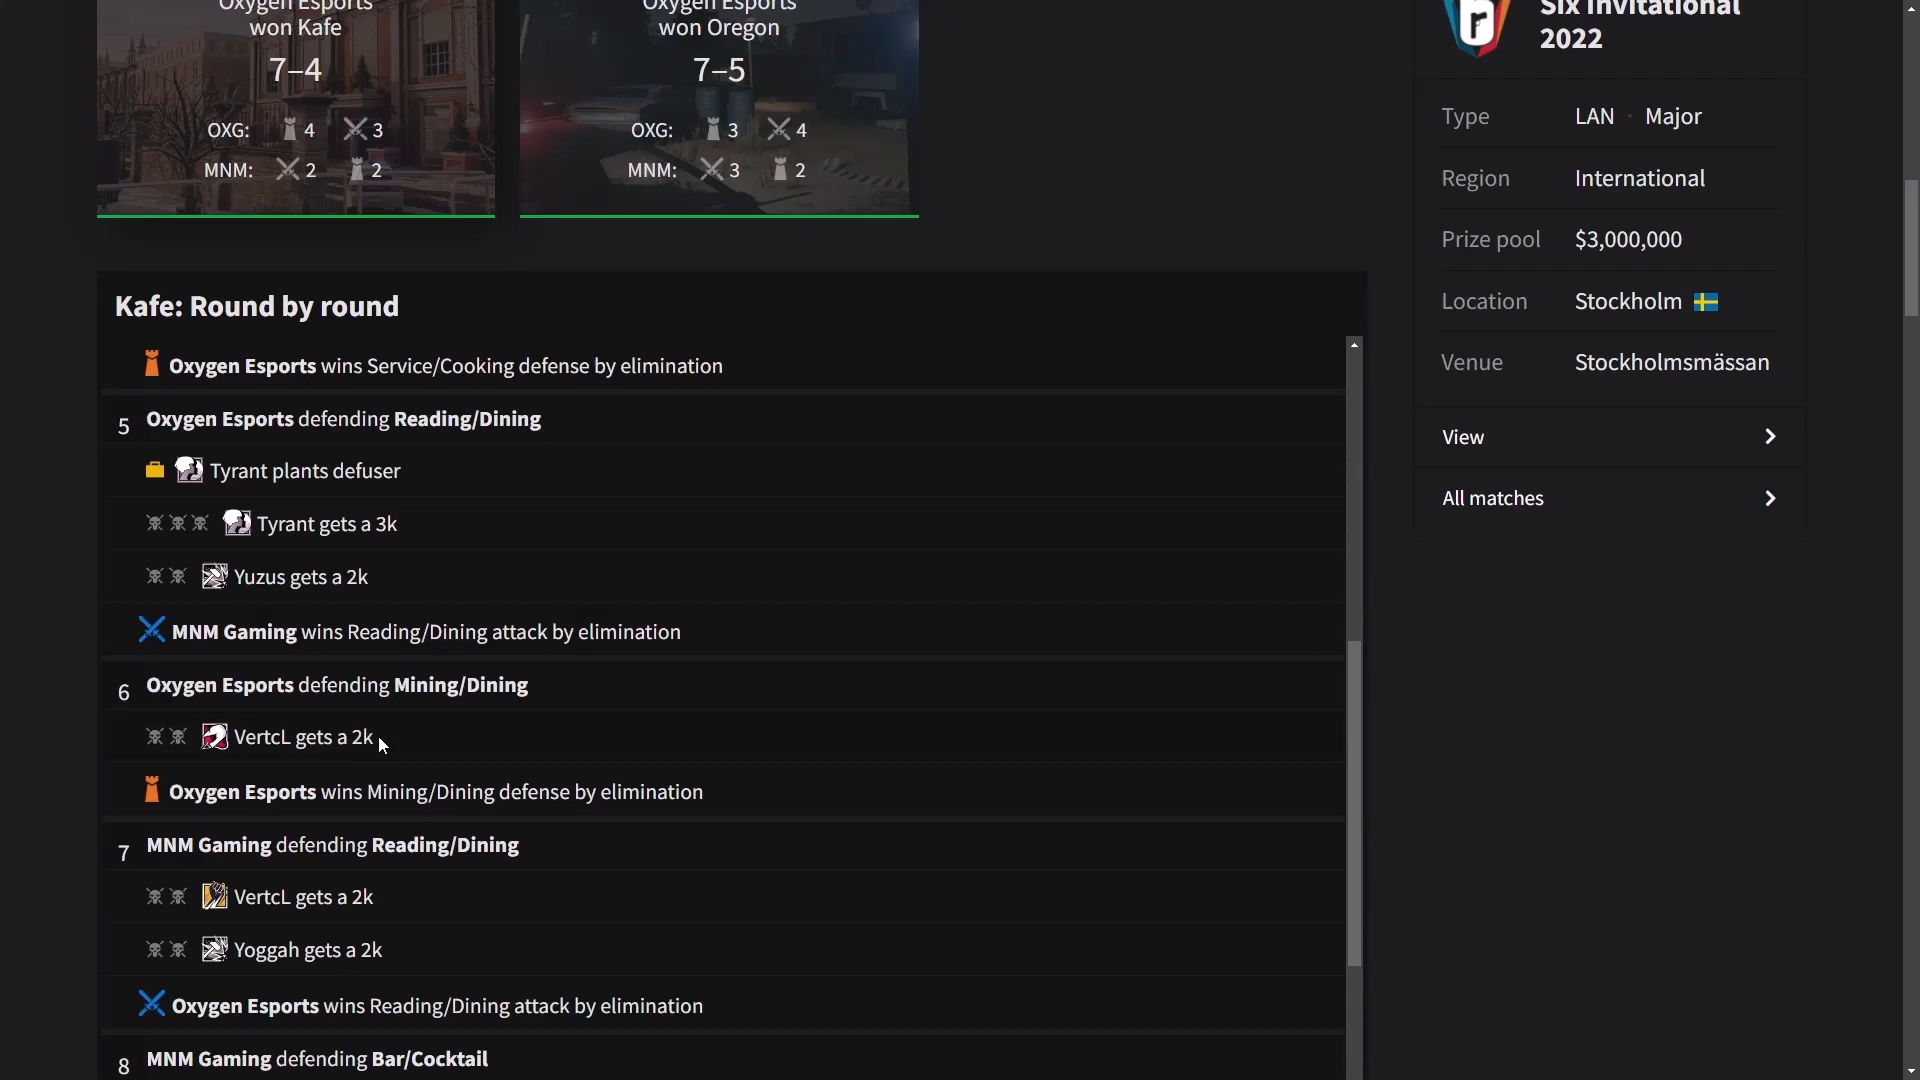 Oxygen Esports
won Kafe
7–4
OXG: 4 3
MNM: 2 2
Oxygen Esports
won Oregon
7–5
OXG: 3 4
MNM: 3 2
Kafe: Round by round
Oxygen Esports wins Service/Cooking defense by elimination
5 Oxygen Esports defending Reading/Dining
Tyrant plants defuser
Tyrant gets a 3k
Yuzus gets a 2k
MNM Gaming wins Reading/Dining attack by elimination
6 Oxygen Esports defending Mining/Dining
VertcL gets a 2k
Oxygen Esports wins Mining/Dining defense by elimination
7 MNM Gaming defending Reading/Dining
VertcL gets a 2k
Yoggah gets a 2k
Oxygen Esports wins Reading/Dining attack by elimination
8 MNM Gaming defending Bar/Cocktail
Six Invitational
2022
Type LAN · Major
Region International
Prize pool $3,000,000
Location Stockholm
Venue Stockholmsmässan
View
All matches